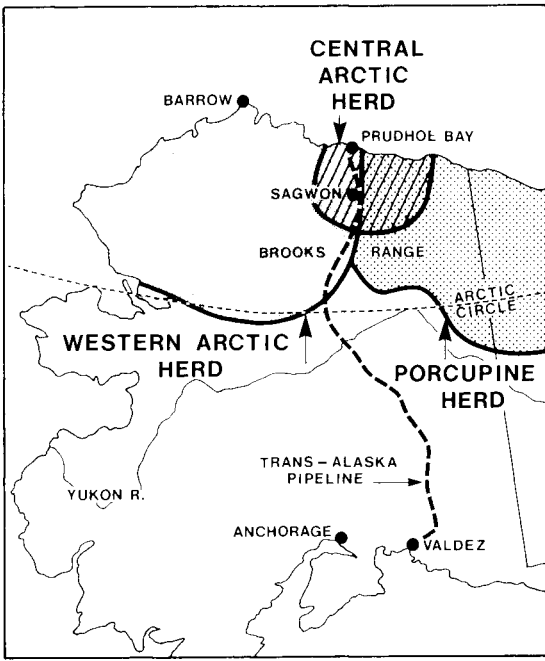 CENTRAL
ARCTIC
HERD
BARROW
PRUDHOE BAY
SAGWON
BROOKS RANGE
ARCTIC
CIRCLE
WESTERN ARCTIC
HERD
PORCUPINE
HERD
TRANS-ALASKA
PIPELINE
YUKON R.
ANCHORAGE
VALDEZ